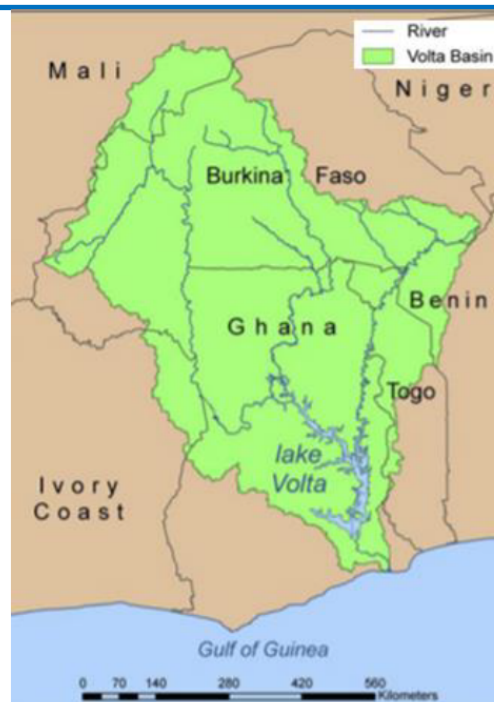 River
Volta Basin
Mali
Niger
Burkina Faso
Benin
Ghana
Togo
lake
Volta
Ivory
Coast
Gulf of Guinea
0 70 140 280 420 560
Kilometers